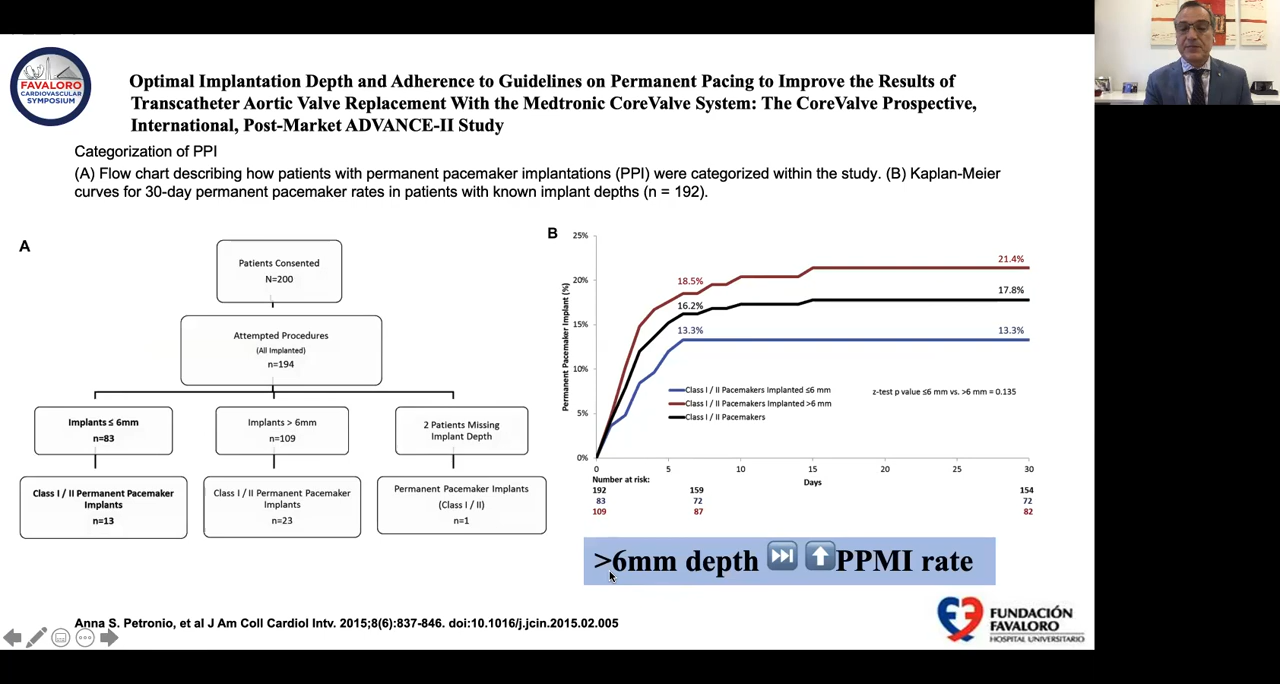 FAVALORO
CARDIOVASCULAR
SYMPOSIUM
Optimal Implantation Depth and Adherence to Guidelines on Permanent Pacing to Improve the Results of
Transcatheter Aortic Valve Replacement With the Medtronic CoreValve System: The CoreValve Prospective,
International, Post-Market ADVANCE-II Study
Categorization of PPI
(A) Flow chart describing how patients with permanent pacemaker implantations (PPI) were categorized within the study. (B) Kaplan-Meier
curves for 30-day permanent pacemaker rates in patients with known implant depths (n = 192).
A
Patients Consented
N=200
Attempted Procedures
(All Implanted)
n=194
Implants ≤ 6mm
n=83
Implants > 6mm
n=109
2 Patients Missing
Implant Depth
Class I / II Permanent Pacemaker
Implants
n=13
Class I / II Permanent Pacemaker
Implants
n=23
Permanent Pacemaker Implants
(Class I / II)
n=1
B
Permanent Pacemaker Implant (%)
25%
20%
15%
10%
5%
0%
18.5%
16.2%
13.3%
21.4%
17.8%
13.3%
Class I / II Pacemakers Implanted ≤6 mm
Class I / II Pacemakers Implanted >6 mm
Class I / II Pacemakers
z-test p value ≤6 mm vs. >6 mm = 0.135
0 5 10 15 20 25 30
Days
Number at risk:
192 159 154
83 72 72
109 87 82
>6mm depth ⏭ ⬆ PPMI rate
Anna S. Petronio, et al J Am Coll Cardiol Intv. 2015;8(6):837-846. doi:10.1016/j.jcin.2015.02.005
FUNDACIÓN
FAVALORO
HOSPITAL UNIVERSITARIO